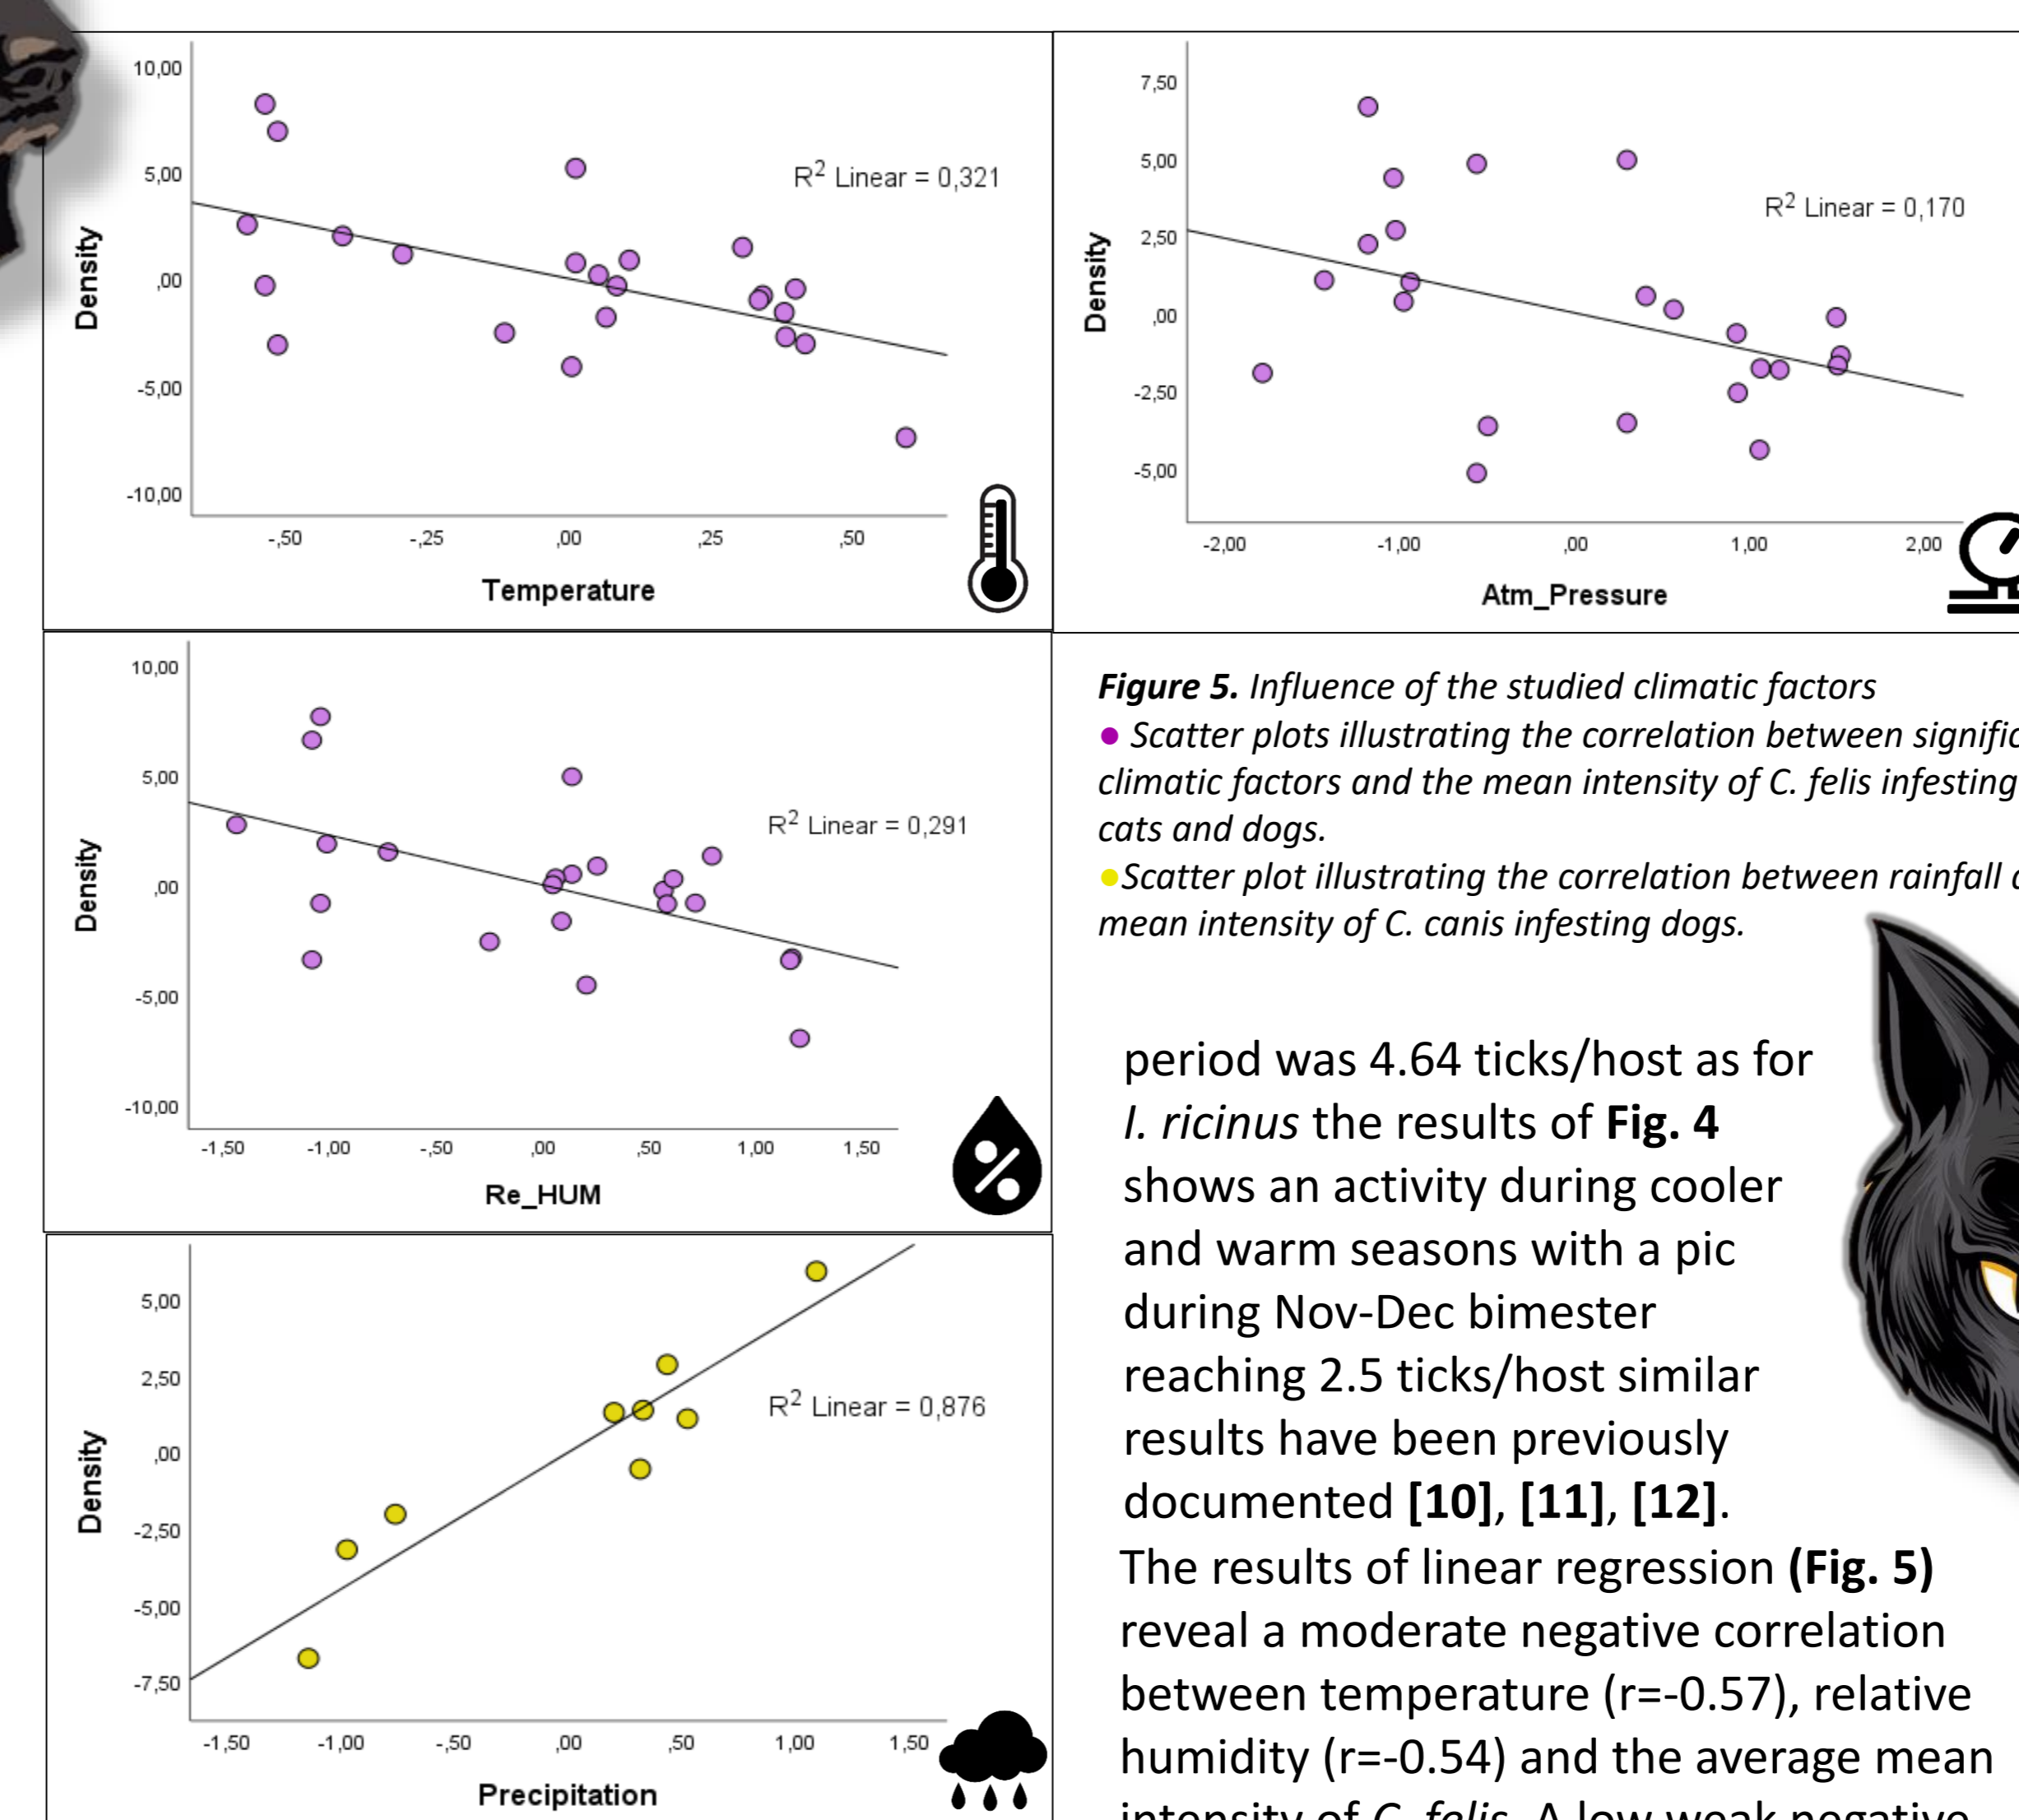 10,00
5,00
,00
-5,00
-10,00
Density
R² Linear = 0,321
-,50 -,25 ,00 ,25 ,50
Temperature
7,50
5,00
2,50
,00
-2,50
-5,00
Density
R² Linear = 0,170
-2,00 -1,00 ,00 1,00 2,00
Atm_Pressure
10,00
5,00
,00
-5,00
-10,00
Density
R² Linear = 0,291
-1,50 -1,00 -,50 ,00 ,50 1,00 1,50
Re_HUM
%
5,00
2,50
,00
-2,50
-5,00
-7,50
Density
R² Linear = 0,876
-1,50 -1,00 -,50 ,00 ,50 1,00 1,50
Precipitation
Figure 5. Influence of the studied climatic factors
● Scatter plots illustrating the correlation between signific
climatic factors and the mean intensity of C. felis infesting
cats and dogs.
●Scatter plot illustrating the correlation between rainfall
mean intensity of C. canis infesting dogs.
period was 4.64 ticks/host as for
I. ricinus the results of Fig. 4
shows an activity during cooler
and warm seasons with a pic
during Nov-Dec bimester
reaching 2.5 ticks/host similar
results have been previously
documented [10], [11], [12].
The results of linear regression (Fig. 5)
reveal a moderate negative correlation
between temperature (r=-0.57), relative
humidity (r=-0.54) and the average mean
intensity of C. felis. A low weak negative